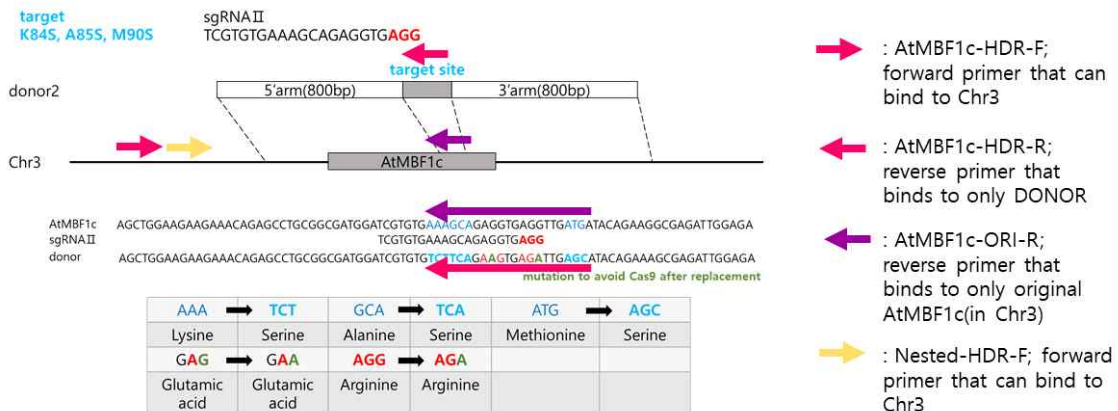 target
K84S, A85S, M90S
sgRNAⅡ
TCGTGTGAAAGCAGAGGTGAGG
target site
donor2
5'arm(800bp)
3'arm(800bp)
Chr3
AtMBF1c
AtMBF1c AGCTGGAAGAAGAAACAGAGCCTGCGGCGATGGATCGTGTGAAAGCAGAGGTGAGGTTGATGATACAGAAGGCGAGATTGGAGA
sgRNAⅡ TCGTGTGAAAGCAGAGGTGAGG
donor AGCTGGAAGAAGAAACAGAGCCTGCGGCGATGGATCGTGTGTCTTCAGAAGTGAGATTGAGCATACAGAAAGCGAGATTGGAGA
mutation to avoid Cas9 after replacement
AAA TCT GCA TCA ATG AGC
Lysine Serine Alanine Serine Methionine Serine
GAG GAA AGG AGA
Glutamic acid Glutamic acid Arginine Arginine
: AtMBF1c-HDR-F;
forward primer that can
bind to Chr3
: AtMBF1c-HDR-R;
reverse primer that
binds to only DONOR
: AtMBF1c-ORI-R;
reverse primer that
binds to only original
AtMBF1c(in Chr3)
: Nested-HDR-F; forward
primer that can bind to
Chr3